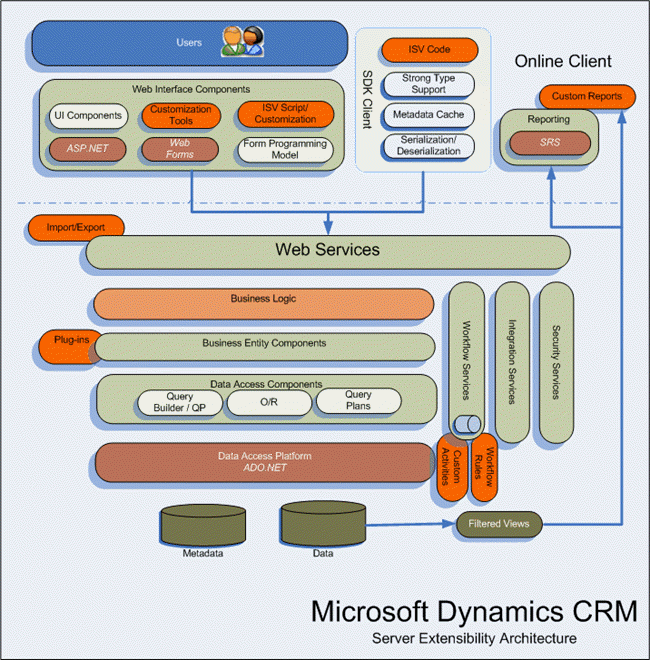 Users
Web Interface Components
UI Components
Customization
Tools
ISV Script/
Customization
ASP.NET
Web
Forms
Form Programming
Model
SDK Client
ISV Code
Strong Type
Support
Metadata Cache
Serialization/
Deserialization
Online Client
Custom Reports
Reporting
SRS
Import/Export
Web Services
Business Logic
Plug-ins
Business Entity Components
Data Access Components
Query
Builder / QP
O/R
Query
Plans
Data Access Platform
ADO.NET
Workflow Services
Integration Services
Security Services
Custom
Activities
Workflow
Rules
Metadata
Data
Filtered Views
Microsoft Dynamics CRM
Server Extensibility Architecture